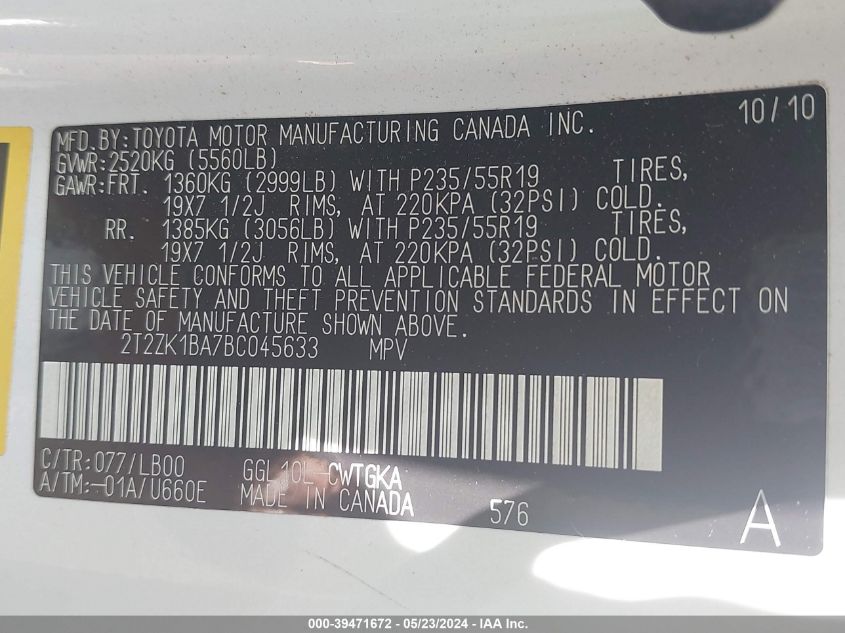 10/10
MFD. BY: TOYOTA MOTOR MANUFACTURING CANADA INC.
GVWR: 2520KG (5560LB)
GAWR: FRT. 1360KG (2999LB) WITH P235/55R19 TIRES,
19X7 1/2J RIMS, AT 220KPA (32PSI) COLD.
RR. 1385KG (3056LB) WITH P235/55R19 TIRES,
19X7 1/2J RIMS, AT 220KPA (32PSI) COLD.
THIS VEHICLE CONFORMS TO ALL APPLICABLE FEDERAL MOTOR
VEHICLE SAFETY AND THEFT PREVENTION STANDARDS IN EFFECT ON
THE DATE OF MANUFACTURE SHOWN ABOVE.
2T2ZK1BA7BC045633 MPV
C/TR: 077/LB00 GGL10L-CWTGKA
A/TM:-01A/U660E MADE IN CANADA 576 A
000-39471672 - 05/23/2024 - IAA Inc.